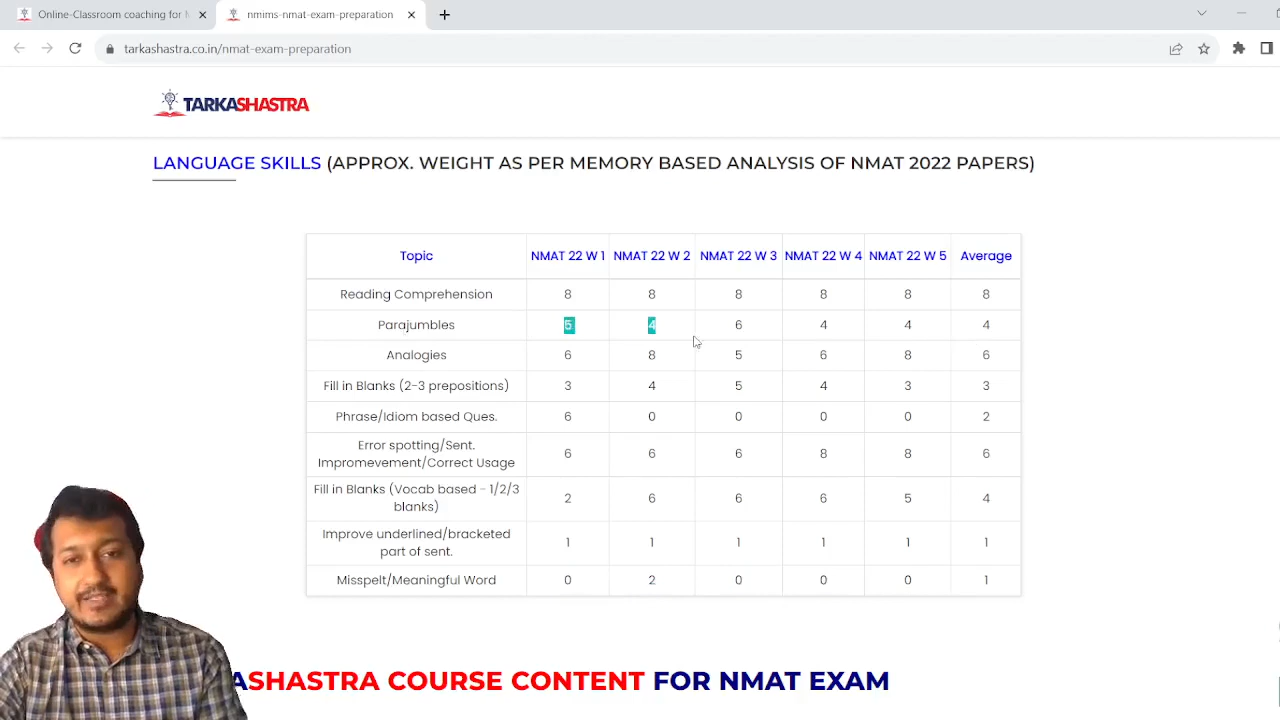 Online-Classroom coaching for
nmims-nmat-exam-preparation
tarkashastra.co.in/nmat-exam-preparation
TARKASHASTRA
LANGUAGE SKILLS (APPROX. WEIGHT AS PER MEMORY BASED ANALYSIS OF NMAT 2022 PAPERS)
Topic NMAT 22 W 1 NMAT 22 W 2 NMAT 22 W 3 NMAT 22 W 4 NMAT 22 W 5 Average
Reading Comprehension 8 8 8 8 8 8
Parajumbles 5 4 6 4 4 4
Analogies 6 8 5 6 8 6
Fill in Blanks (2-3 prepositions) 3 4 5 4 3 3
Phrase/Idiom based Ques. 6 0 0 0 0 2
Error spotting/Sent.
Impromevement/Correct Usage 6 6 6 8 8 6
Fill in Blanks (Vocab based - 1/2/3
blanks) 2 6 6 6 5 4
Improve underlined/bracketed
part of sent. 1 1 1 1 1 1
Misspelt/Meaningful Word 0 2 0 0 0 1
ASHASTRA COURSE CONTENT FOR NMAT EXAM